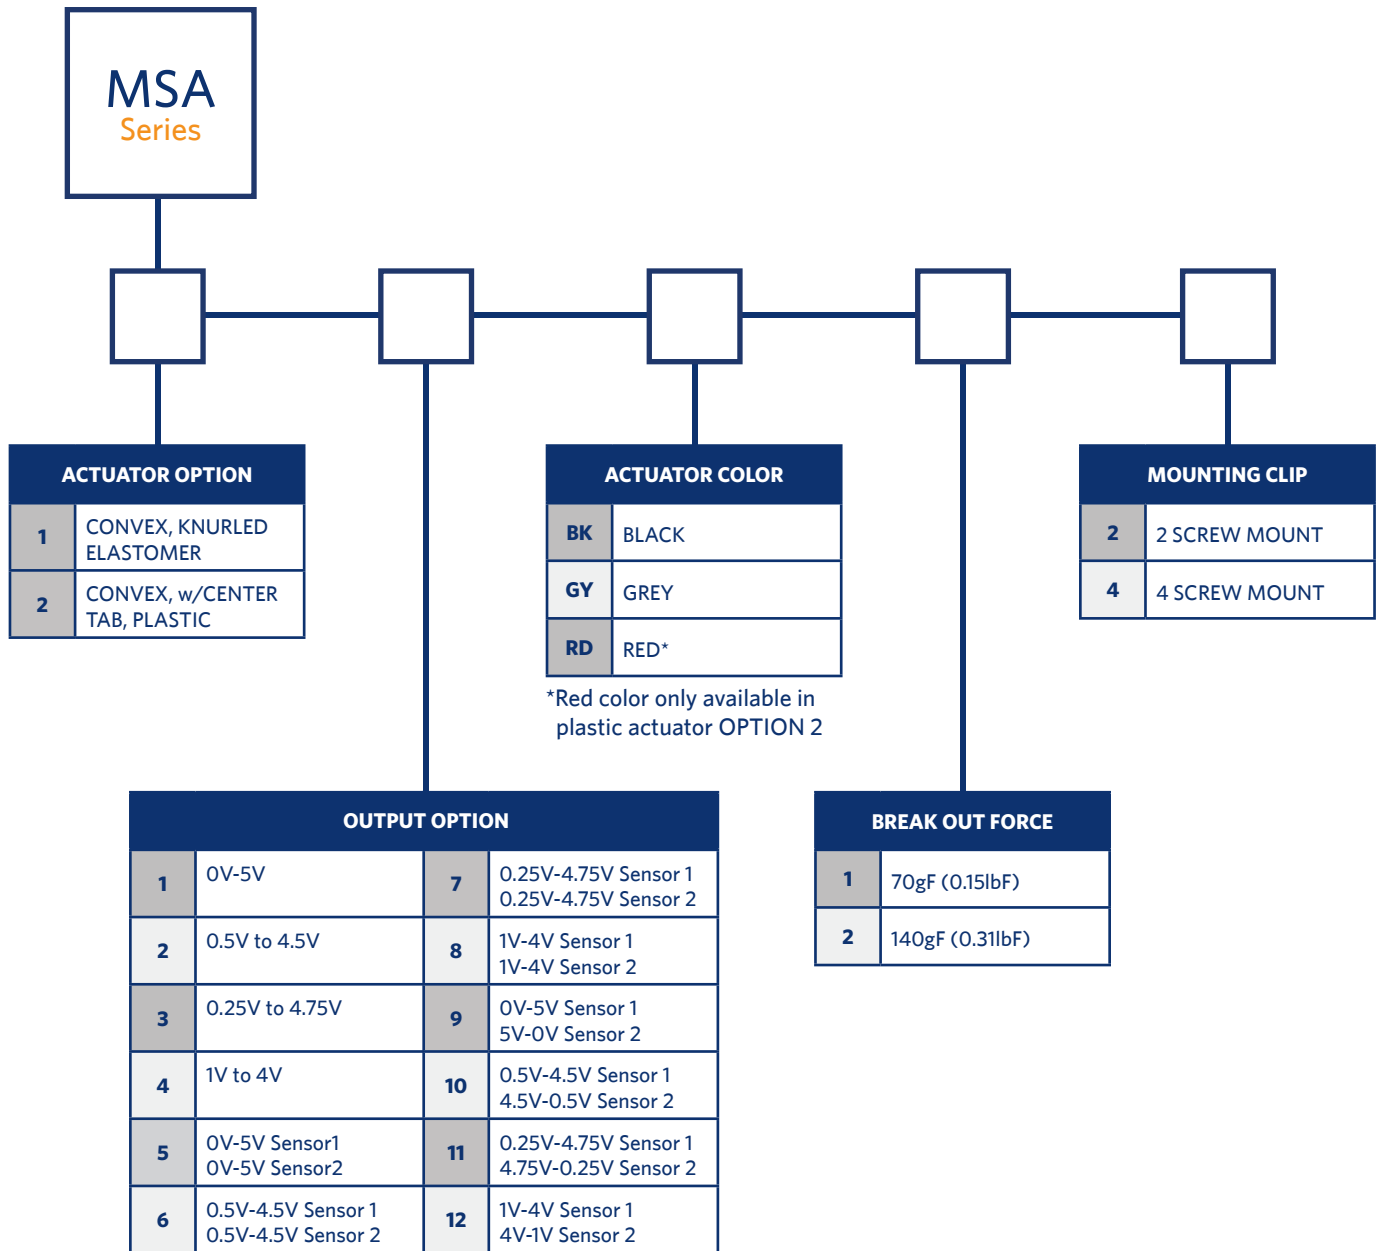 MSA
Series
ACTUATOR OPTION
1 CONVEX, KNURLED
ELASTOMER
2 CONVEX, w/CENTER
TAB, PLASTIC
ACTUATOR COLOR
BK BLACK
GY GREY
RD RED*
*Red color only available in
plastic actuator OPTION 2
MOUNTING CLIP
2 2 SCREW MOUNT
4 4 SCREW MOUNT
OUTPUT OPTION
1 0V-5V
2 0.5V to 4.5V
3 0.25V to 4.75V
4 1V to 4V
5 0V-5V Sensor1
0V-5V Sensor2
6 0.5V-4.5V Sensor 1
0.5V-4.5V Sensor 2
7 0.25V-4.75V Sensor 1
0.25V-4.75V Sensor 2
8 1V-4V Sensor 1
1V-4V Sensor 2
9 0V-5V Sensor 1
5V-0V Sensor 2
10 0.5V-4.5V Sensor 1
4.5V-0.5V Sensor 2
11 0.25V-4.75V Sensor 1
4.75V-0.25V Sensor 2
12 1V-4V Sensor 1
4V-1V Sensor 2
BREAK OUT FORCE
1 70gF (0.15lbF)
2 140gF (0.31lbF)